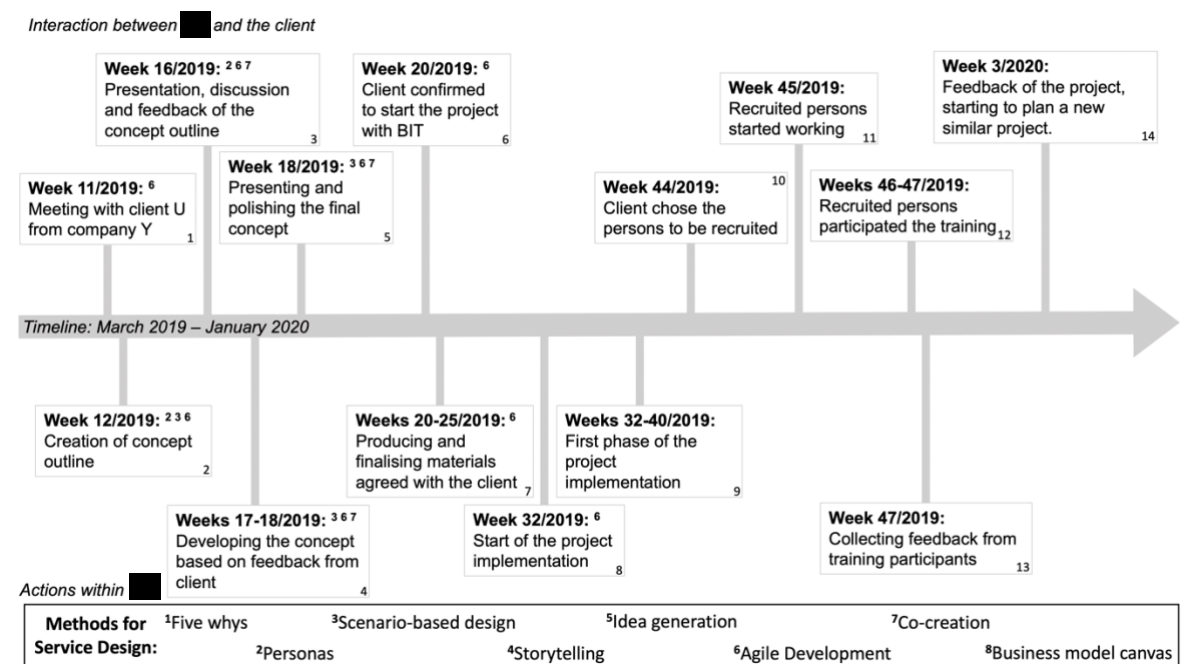 Interaction between and the client
Week 16/2019: ² ⁶ ⁷
Presentation, discussion
and feedback of the
concept outline
3
Week 20/2019: ⁶
Client confirmed
to start the project
with BIT
6
Week 45/2019:
Recruited persons
started working
11
Week 3/2020:
Feedback of the project,
starting to plan a new
similar project.
14
Week 11/2019: ⁶
Meeting with client U
from company Y
1
Week 18/2019: ³ ⁶ ⁷
Presenting and
polishing the final
concept
5
Week 44/2019:
Client chose the
persons to be recruited
10
Weeks 46-47/2019:
Recruited persons
participated the training
12
Timeline: March 2019 – January 2020
Week 12/2019: ² ³ ⁶
Creation of concept
outline
2
Weeks 20-25/2019: ⁶
Producing and
finalising materials
agreed with the client
7
Weeks 32-40/2019:
First phase of the
project
implementation
9
Weeks 17-18/2019: ³ ⁶ ⁷
Developing the concept
based on feedback from
client
4
Week 32/2019: ⁶
Start of the project
implementation
8
Week 47/2019:
Collecting feedback from
training participants
13
Actions within
Methods for
Service Design:
¹Five whys
³Scenario-based design
⁵Idea generation
⁷Co-creation
²Personas
⁴Storytelling
⁶Agile Development
⁸Business model canvas